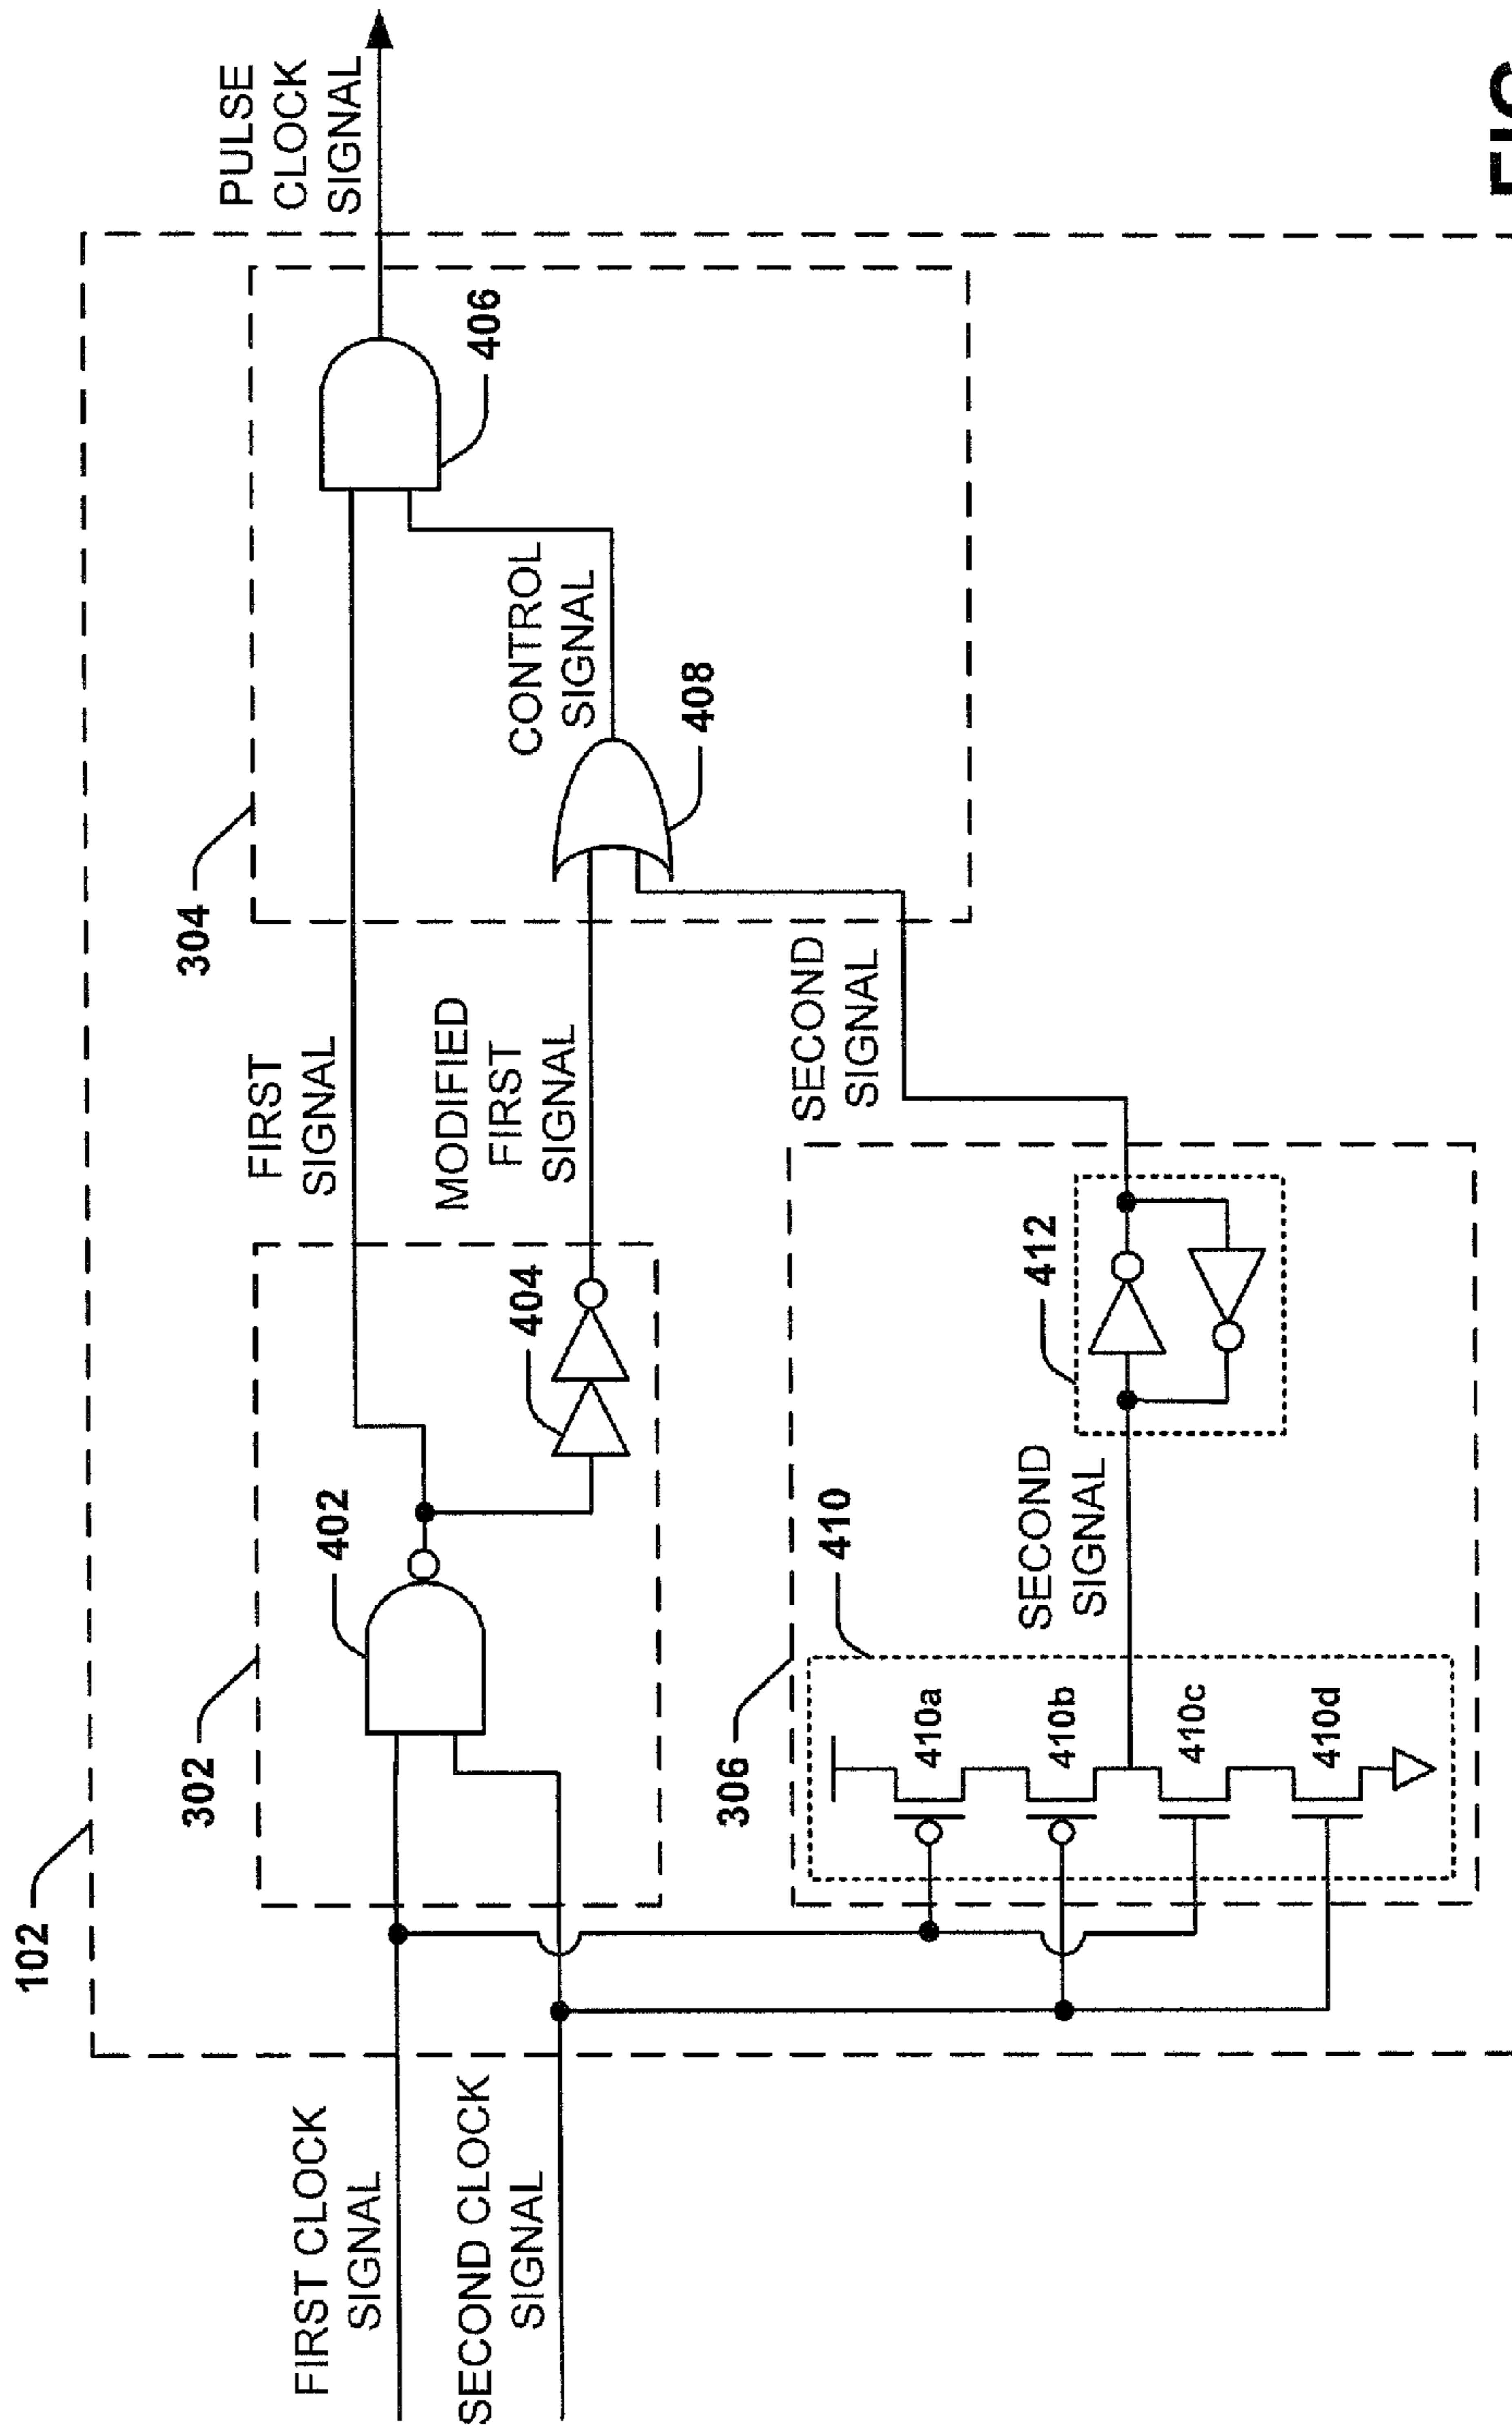 102
304
PULSE
CLOCK
SIGNAL
302
402
FIRST
SIGNAL
406
404
MODIFIED
FIRST
SIGNAL
CONTROL
SIGNAL
408
FIRST CLOCK
SIGNAL
SECOND CLOCK
SIGNAL
306
410
SECOND
SIGNAL
412
SECOND
SIGNAL
410a
410b
410c
410d